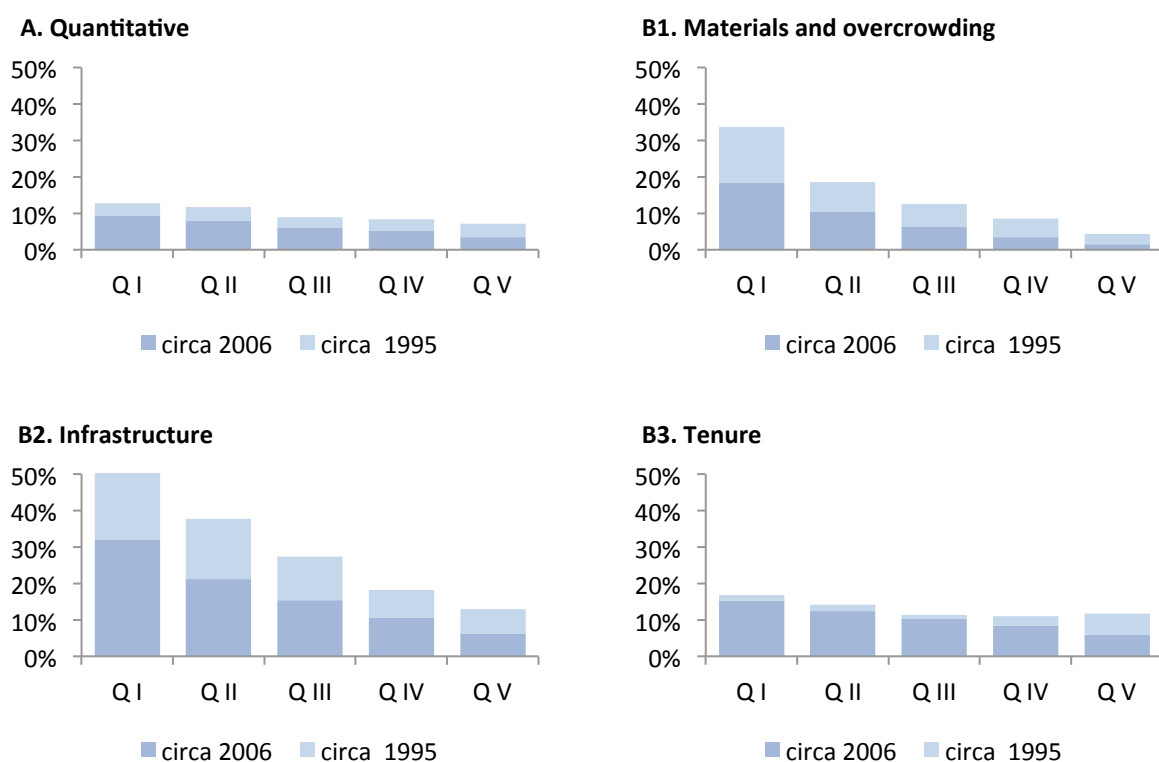 A. Quantitative
50%
40%
30%
20%
10%
0%
Q I Q II Q III Q IV Q V
circa 2006 circa 1995
B1. Materials and overcrowding
50%
40%
30%
20%
10%
0%
Q I Q II Q III Q IV Q V
circa 2006 circa 1995
B2. Infrastructure
50%
40%
30%
20%
10%
0%
Q I Q II Q III Q IV Q V
circa 2006 circa 1995
B3. Tenure
50%
40%
30%
20%
10%
0%
Q I Q II Q III Q IV Q V
circa 2006 circa 1995